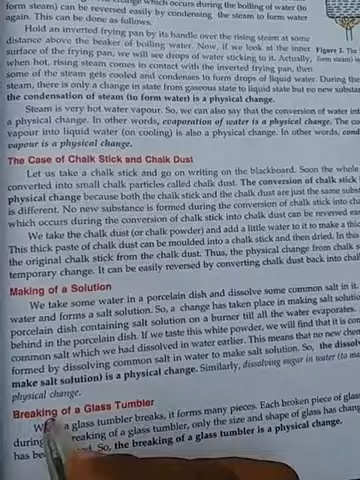 change which occurs during the boiling of water (to
form steam) can be reversed easily by condensing the steam to form water
again. This can be done as follows.
Hold an inverted frying pan by its handle over the rising steam at some
distance above the beaker of boiling water. Now, if we look at the inner
surface of the frying pan, we will see drops of water sticking to it. (Actually,
when hot, rising steam comes in contact with the inverted frying pan, then
some of the steam gets cooled and condenses to form drops of liquid water. During the
steam, there is only a change in state from gaseous state to liquid state but no new
the condensation of steam (to form water) is a physical change.
Figure 1. The
form steam) is
Steam is very hot water vapour. So, we can also say that the conversion of water
a physical change. In other words, evaporation of water is a physical change. The
vapour into liquid water (on cooling) is also a physical change. In other words,
vapour is a physical change.
The Case of Chalk Stick and Chalk Dust
Let us take a chalk stick and go on writing on the blackboard. Soon the whole
converted into small chalk particles called chalk dust. The conversion of chalk
physical change because both the chalk stick and the chalk dust are just the same
is different. No new substance is formed during the conversion of chalk stick into
which occurs during the conversion of chalk stick into chalk dust can be reversed
We take the chalk dust (or chalk powder) and add a little water to it to make a
This thick paste of chalk dust can be moulded into a chalk stick and then dried. In this
the original chalk stick from the chalk dust. Thus, the physical change from chalk
temporary change. It can be easily reversed by converting chalk dust back into
Making of a Solution
We take some water in a porcelain dish and dissolve some common salt in it.
water and forms a salt solution. So, a change has taken place in making salt
porcelain dish containing salt solution on a burner till all the water evaporates.
behind in the porcelain dish. If we taste this white powder, we will find that it is
common salt which we had dissolved in water earlier. This means that no new
formed by dissolving common salt in water to make salt solution. So, the
make salt solution) is a physical change. Similarly, dissolving sugar in water (to
physical change.
Breaking of a Glass Tumbler
a glass tumbler breaks, it forms many pieces. Each broken piece of
during breaking of a glass tumbler, only the size and shape of glass has
has So, the breaking of a glass tumbler is a physical change.